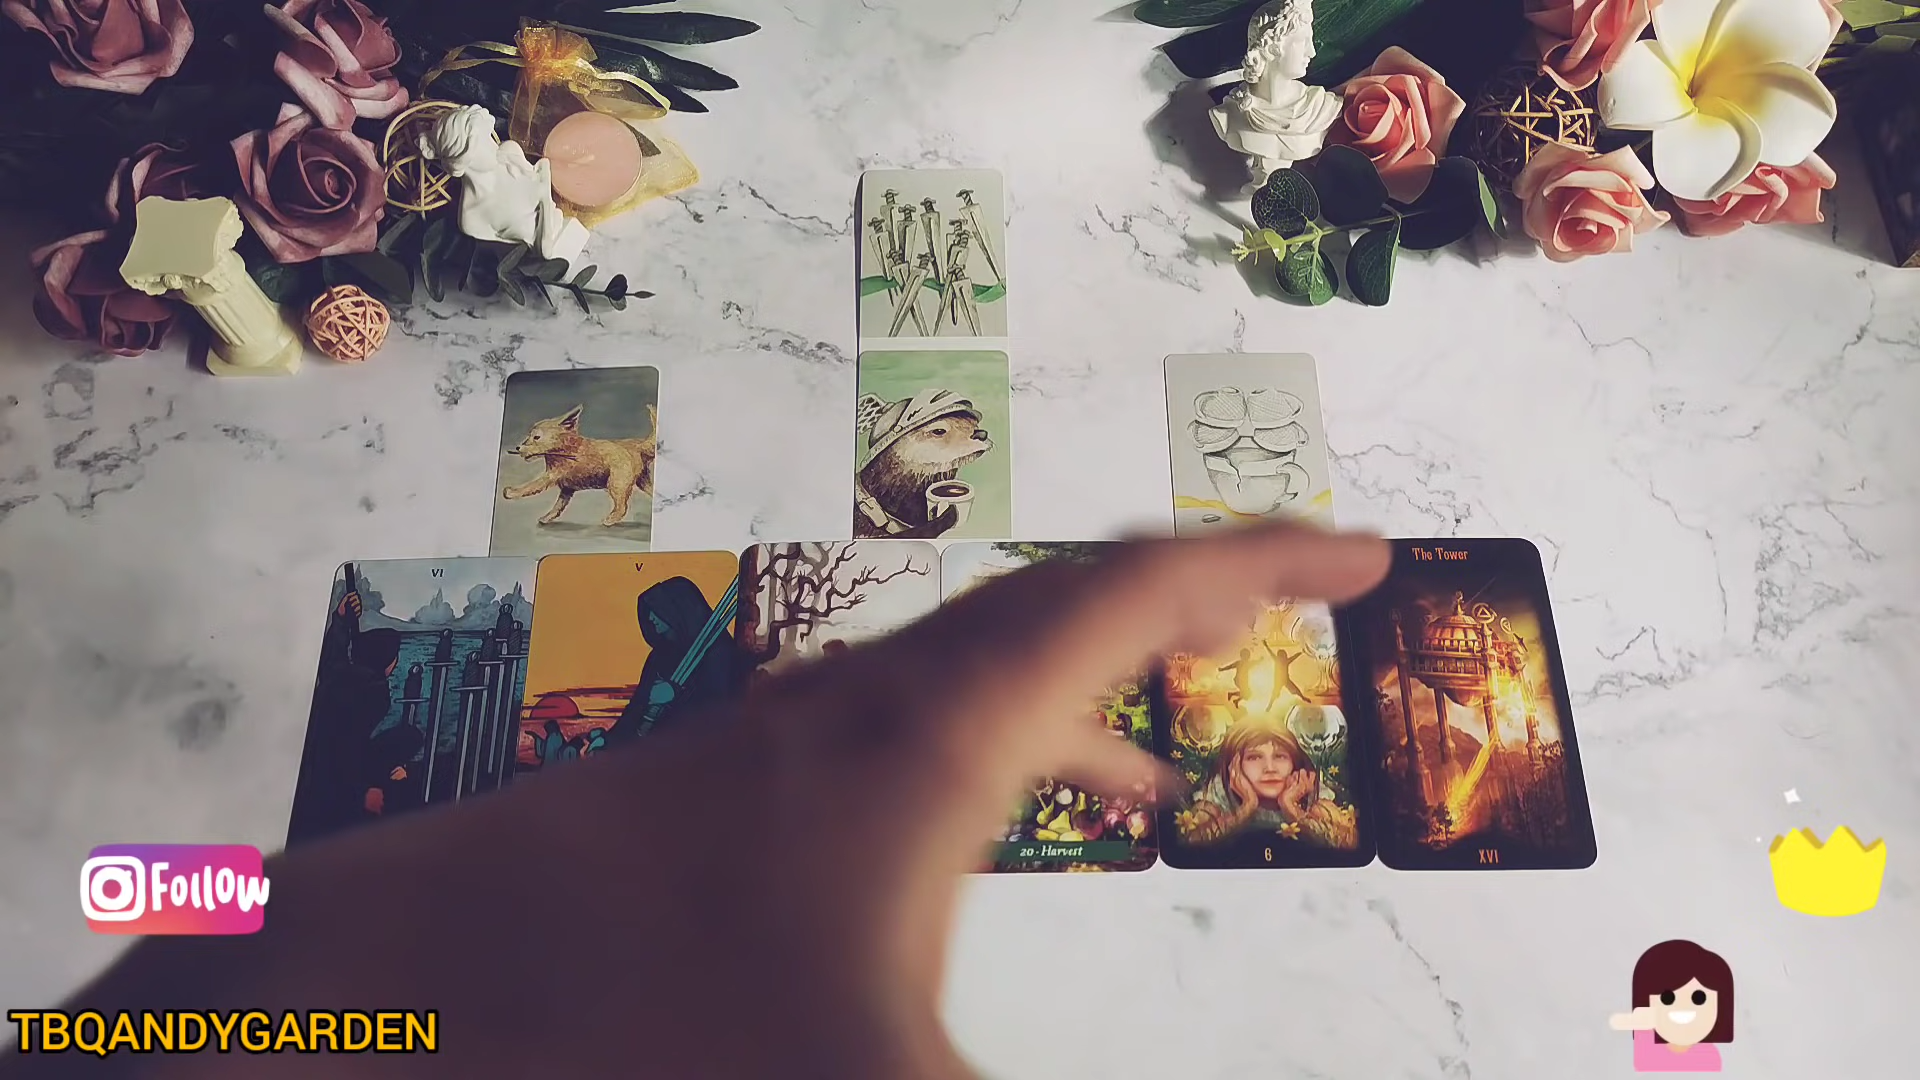 The Tower
VI
V
20-Harvest
6
XVI
Follow
TBQANDYGARDEN